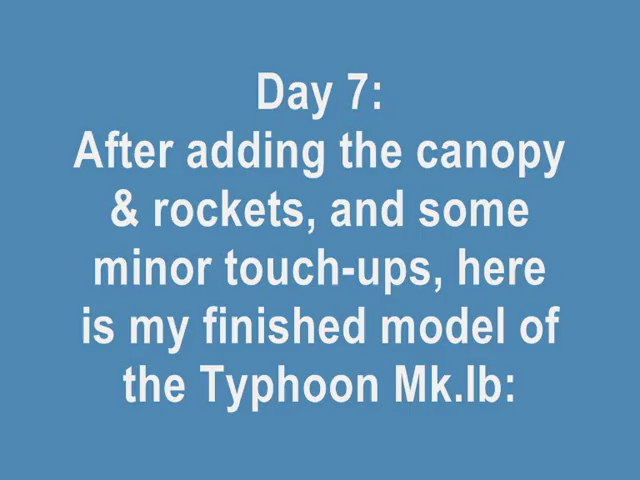 Day 7:
After adding the canopy
& rockets, and some
minor touch-ups, here
is my finished model of
the Typhoon Mk.Ib: